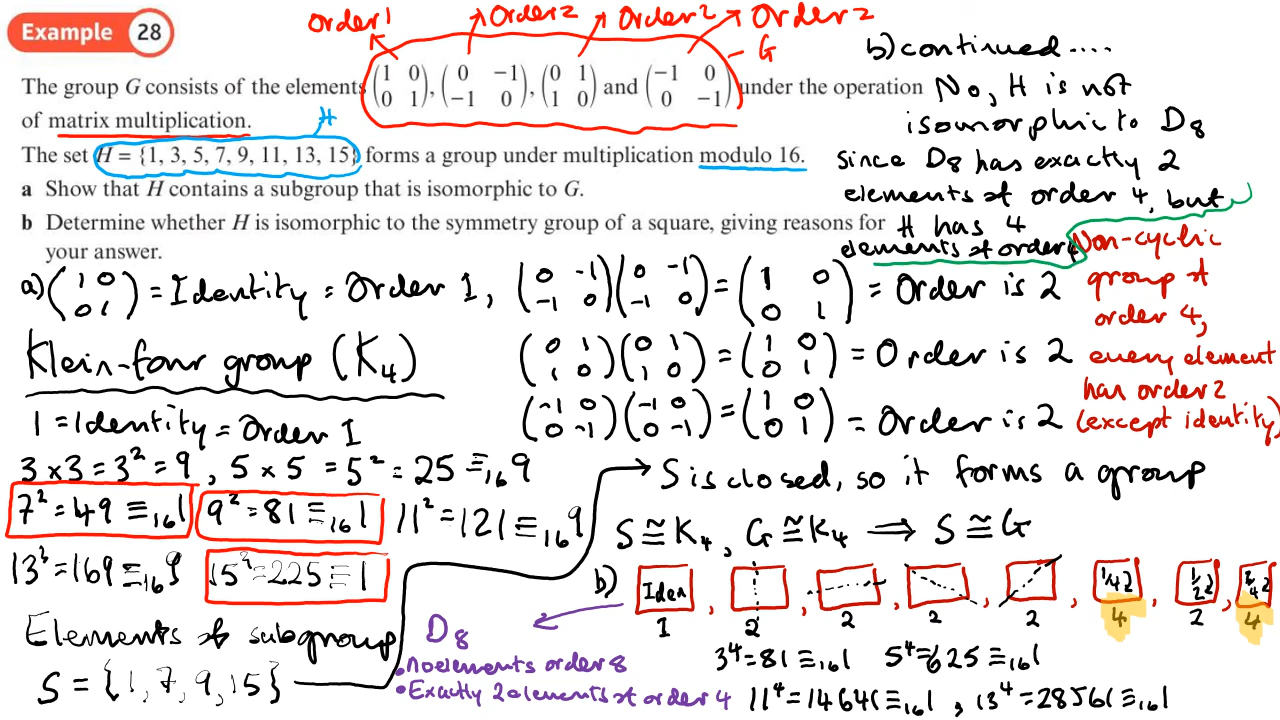 Example 28
Order 1
Order 2
Order 2
Order 2
G
The group G consists of the elements (1 0 / 0 1), (0 −1 / −1 0), (0 1 / 1 0) and (−1 0 / 0 −1) under the operation
of matrix multiplication.
H
The set H = {1, 3, 5, 7, 9, 11, 13, 15} forms a group under multiplication modulo 16.
a Show that H contains a subgroup that is isomorphic to G.
b Determine whether H is isomorphic to the symmetry group of a square, giving reasons for
your answer.
b) continued ....
No, H is not
isomorphic to D8
since D8 has exactly 2
elements of order 4, but
H has 4
elements of order 4
Non-cyclic
group of
order 4,
every element
has order 2
(except identity)
a) (1 0 / 0 1) = Identity = Order 1, (0 -1 / -1 0)(0 -1 / -1 0) = (1 0 / 0 1) = Order is 2
(0 1 / 1 0)(0 1 / 1 0) = (1 0 / 0 1) = Order is 2
(-1 0 / 0 -1)(-1 0 / 0 -1) = (1 0 / 0 1) = Order is 2
Klein-four group (K4)
1 = Identity = Order 1
3 × 3 = 3² = 9, 5 × 5 = 5² = 25 ≡₁₆ 9
7² = 49 ≡₁₆ 1 9² = 81 ≡₁₆ 1 11² = 121 ≡₁₆ 9
13² = 169 ≡₁₆ 9 15² = 225 ≡ 1
Elements of subgroup
S = {1, 7, 9, 15}
S is closed, so it forms a group
S ≅ K4, G ≅ K4 ⟹ S ≅ G
b) Iden , , , , , 1/4 2 , 1/2 2 , 3/4 2
1 2 2 2 2 4 2 4
D8
• No elements order 8
• Exactly 2 elements of order 4
3⁴ = 81 ≡₁₆ 1 5⁴ = 625 ≡₁₆ 1
11⁴ = 14641 ≡₁₆ 1, 13⁴ = 28561 ≡₁₆ 1